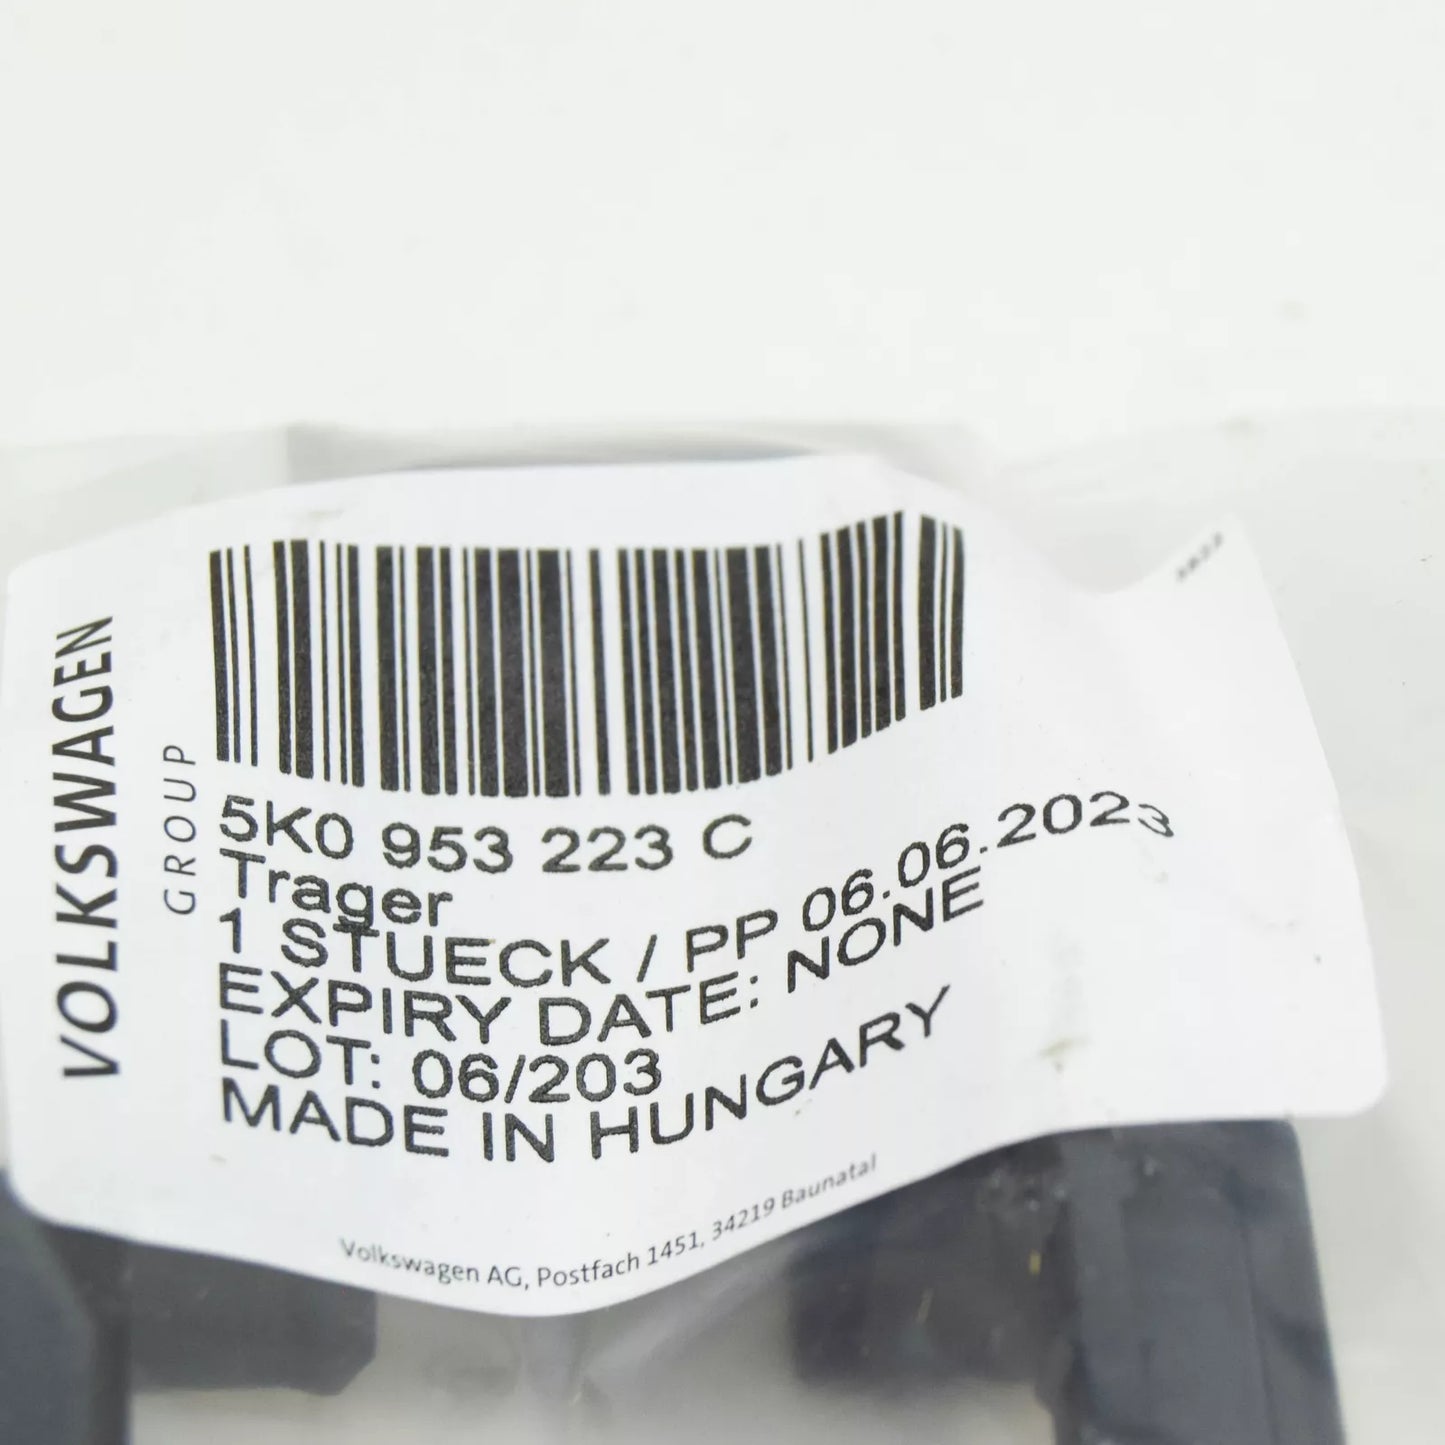 VOLKSWAGEN
GROUP
5K0 953 223 C
Trager
1 STUECK / PP 06.06.2023
EXPIRY DATE: NONE
LOT: 06/203
MADE IN HUNGARY
Volkswagen AG, Postfach 1451, 34219 Baunatal